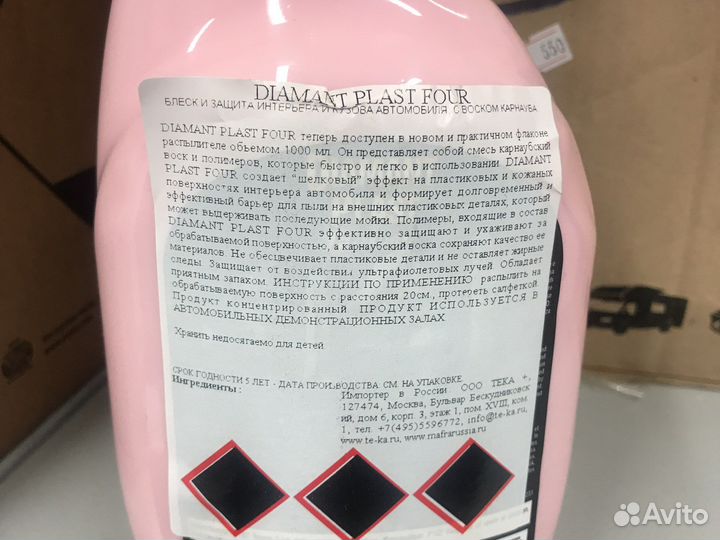 550
DIAMANT PLAST FOUR
БЛЕСК И ЗАЩИТА ИНТЕРЬЕРА И КУЗОВА АВТОМОБИЛЯ С ВОСКОМ КАРНАУБА
DIAMANT PLAST FOUR теперь доступен в новом и практичном флаконе
распылителе объемом 1000 мл. Он представляет собой смесь карнаубский
воск и полимеров, которые быстро и легко в использовании. DIAMANT
PLAST FOUR создает “шелковый” эффект на пластиковых и кожаных
поверхностях интерьера автомобиля и формирует долговременный и
эффективный барьер для пыли на внешних пластиковых деталях, который
может выдерживать последующие мойки. Полимеры, входящие в состав
DIAMANT PLAST FOUR эффективно защищают и ухаживают за
обрабатываемой поверхностью, а карнаубский воска сохраняют качество ее
материалов. Не обесцвечивает пластиковые детали и не оставляет жирные
следы. Защищает от воздействия ультрафиолетовых лучей. Обладает
приятным запахом. ИНСТРУКЦИИ ПО ПРИМЕНЕНИЮ: распылить на
обрабатываемую поверхность с расстояния 20см., протереть салфеткой.
Продукт концентрированный ПРОДУКТ ИСПОЛЬЗУЕТСЯ В
АВТОМОБИЛЬНЫХ ДЕМОНСТРАЦИОННЫХ ЗАЛАХ.
Хранить недосягаемо для детей.
СРОК ГОДНОСТИ 5 ЛЕТ - ДАТА ПРОИЗВОДСТВА СМ. НА УПАКОВКЕ.
Ингредиенты :
Импортер в России ООО ТЕКА +,
127474, Москва, Бульвар Бескудниковск
ий, дом 6, корп. 3, этаж 1, пом. XVIII, ком.
1, тел. +7(495)5596772, info@te-ka.ru,
www.te-ka.ru, www.mafrarussia.ru
Avito